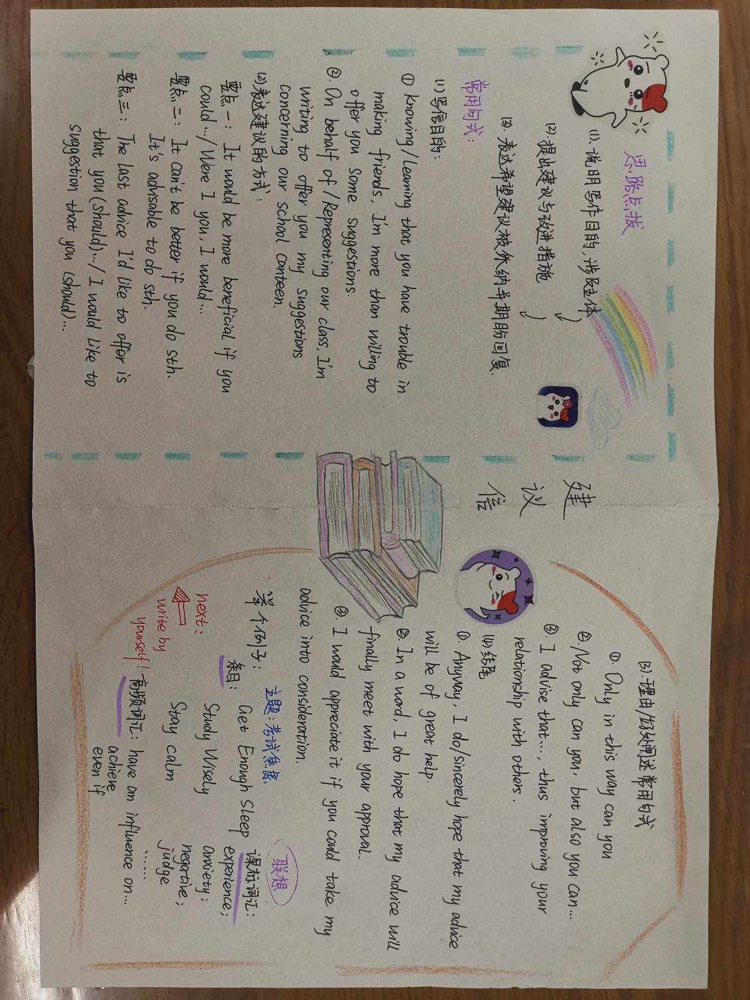 建议信
思路点拨
(1). 说明写作目的,涉及主体
(2). 提出建议与改进措施
(3). 表达希望建议被采纳并期盼回复.
常用句式:
(1)写信目的:
① Knowing/Learning that you have trouble in
making friends, I'm more than willing to
offer you some suggestions.
②. On behalf of/Representing our class, I'm
writing to offer you my suggestions
concerning our school canteen.
(2)表达建议的方式:
要点一: It would be more beneficial if you
could.../Were I you, I would...
要点二: It can't be better if you do sth.
It's advisable to do sth.
要点三: The last advice I'd like to offer is
that you (should).../ I would like to
suggestion that you (should)...
(3). 理由/好处阐述常用句式
①. Only in this way can you
②. Not only can you, but also you can...
③. I advise that..., thus improving your
relationship with others.
(4)结尾
①. Anyway, I do/sincerely hope that my advice
will be of great help.
②. In a word, I do hope that my advice will
finally meet with your approval.
③. I would appreciate it if you could take my
advice into consideration.
举个例子:
主题:考试焦虑
条目: Get Enough Sleep
Study Wisely
Stay calm
联想
课标词汇:
experience;
anxiety;
negative;
judge
......
高频词汇: have an influence on...
achieve
even if
next:
write by
yourself!